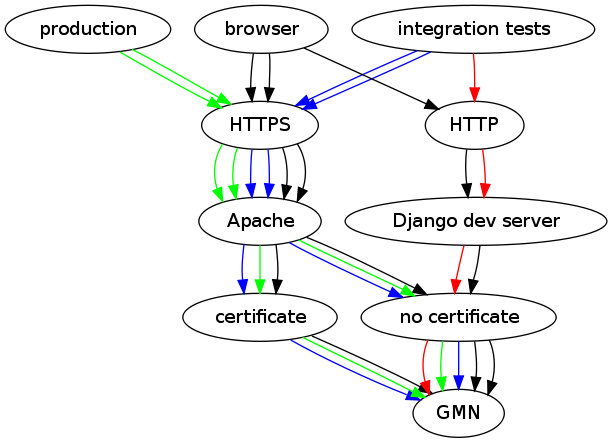 production
browser
integration tests
HTTPS
HTTP
Apache
Django dev server
certificate
no certificate
GMN